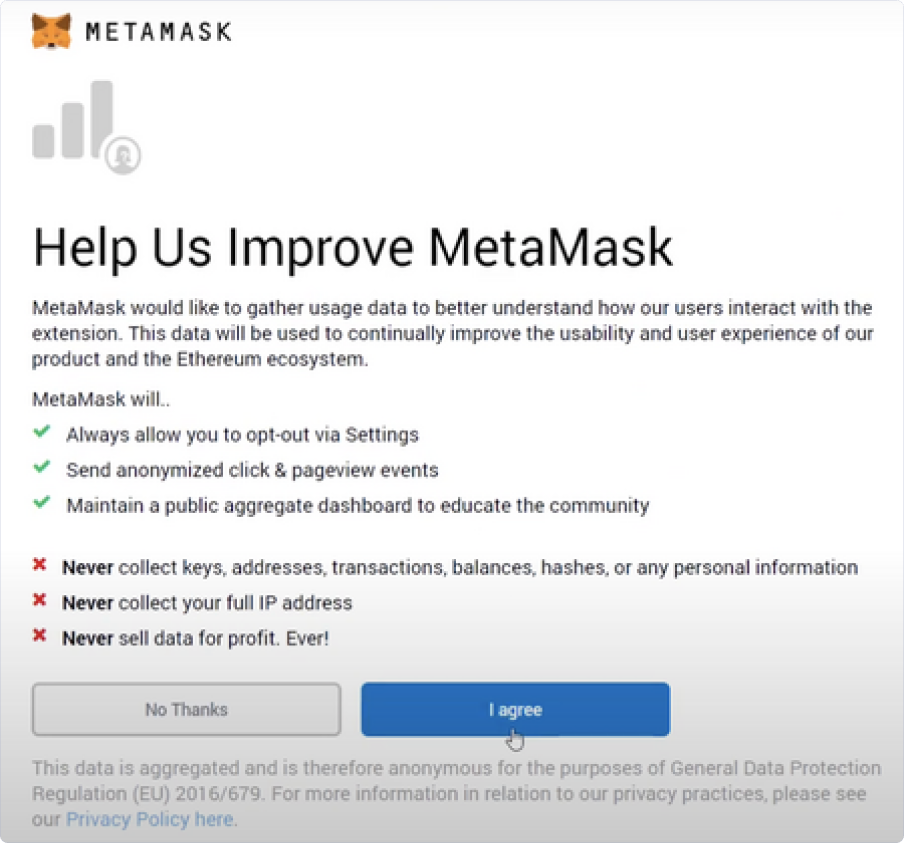 METAMASK
Help Us Improve MetaMask
MetaMask would like to gather usage data to better understand how our users interact with the
extension. This data will be used to continually improve the usability and user experience of our
product and the Ethereum ecosystem.
MetaMask will..
Always allow you to opt-out via Settings
Send anonymized click & pageview events
Maintain a public aggregate dashboard to educate the community
Never collect keys, addresses, transactions, balances, hashes, or any personal information
Never collect your full IP address
Never sell data for profit. Ever!
No Thanks
I agree
This data is aggregated and is therefore anonymous for the purposes of General Data Protection
Regulation (EU) 2016/679. For more information in relation to our privacy practices, please see
our Privacy Policy here.